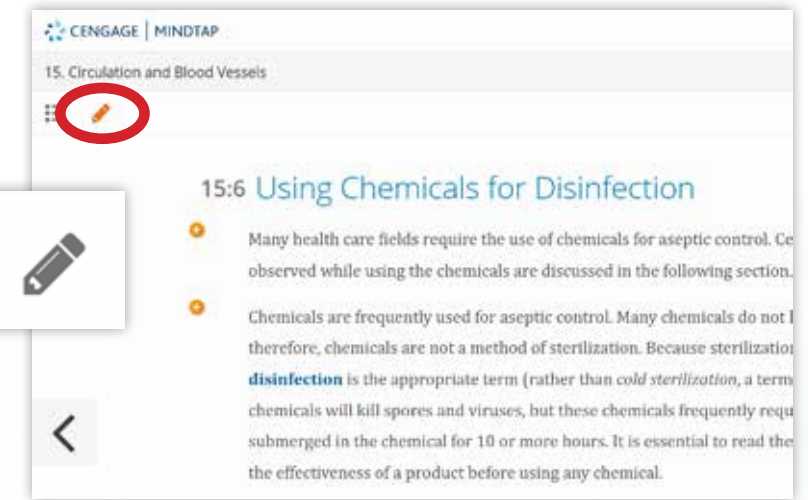 CENGAGE | MINDTAP
15. Circulation and Blood Vessels
15:6 Using Chemicals for Disinfection
Many health care fields require the use of chemicals for aseptic control. Ce
observed while using the chemicals are discussed in the following section.
Chemicals are frequently used for aseptic control. Many chemicals do not
therefore, chemicals are not a method of sterilization. Because sterilization
disinfection is the appropriate term (rather than cold sterilization, a term
chemicals will kill spores and viruses, but these chemicals frequently requ
submerged in the chemical for 10 or more hours. It is essential to read the
the effectiveness of a product before using any chemical.